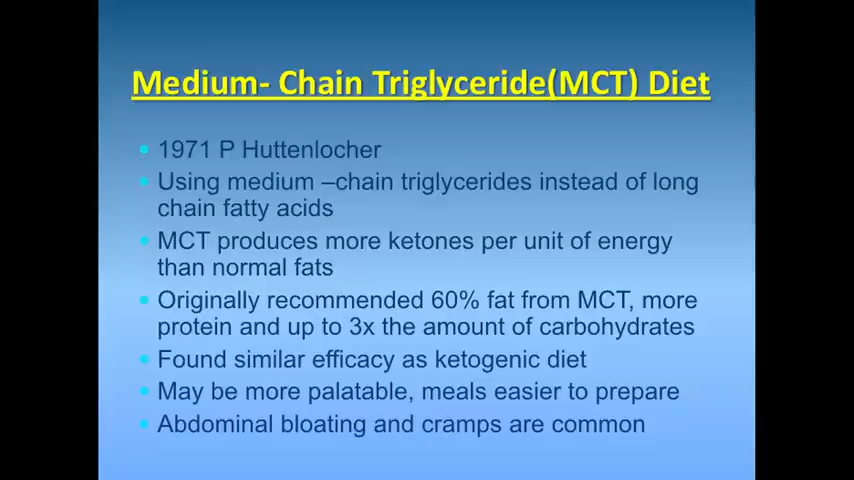 Medium- Chain Triglyceride(MCT) Diet
• 1971 P Huttenlocher
• Using medium –chain triglycerides instead of long
chain fatty acids
• MCT produces more ketones per unit of energy
than normal fats
• Originally recommended 60% fat from MCT, more
protein and up to 3x the amount of carbohydrates
• Found similar efficacy as ketogenic diet
• May be more palatable, meals easier to prepare
• Abdominal bloating and cramps are common